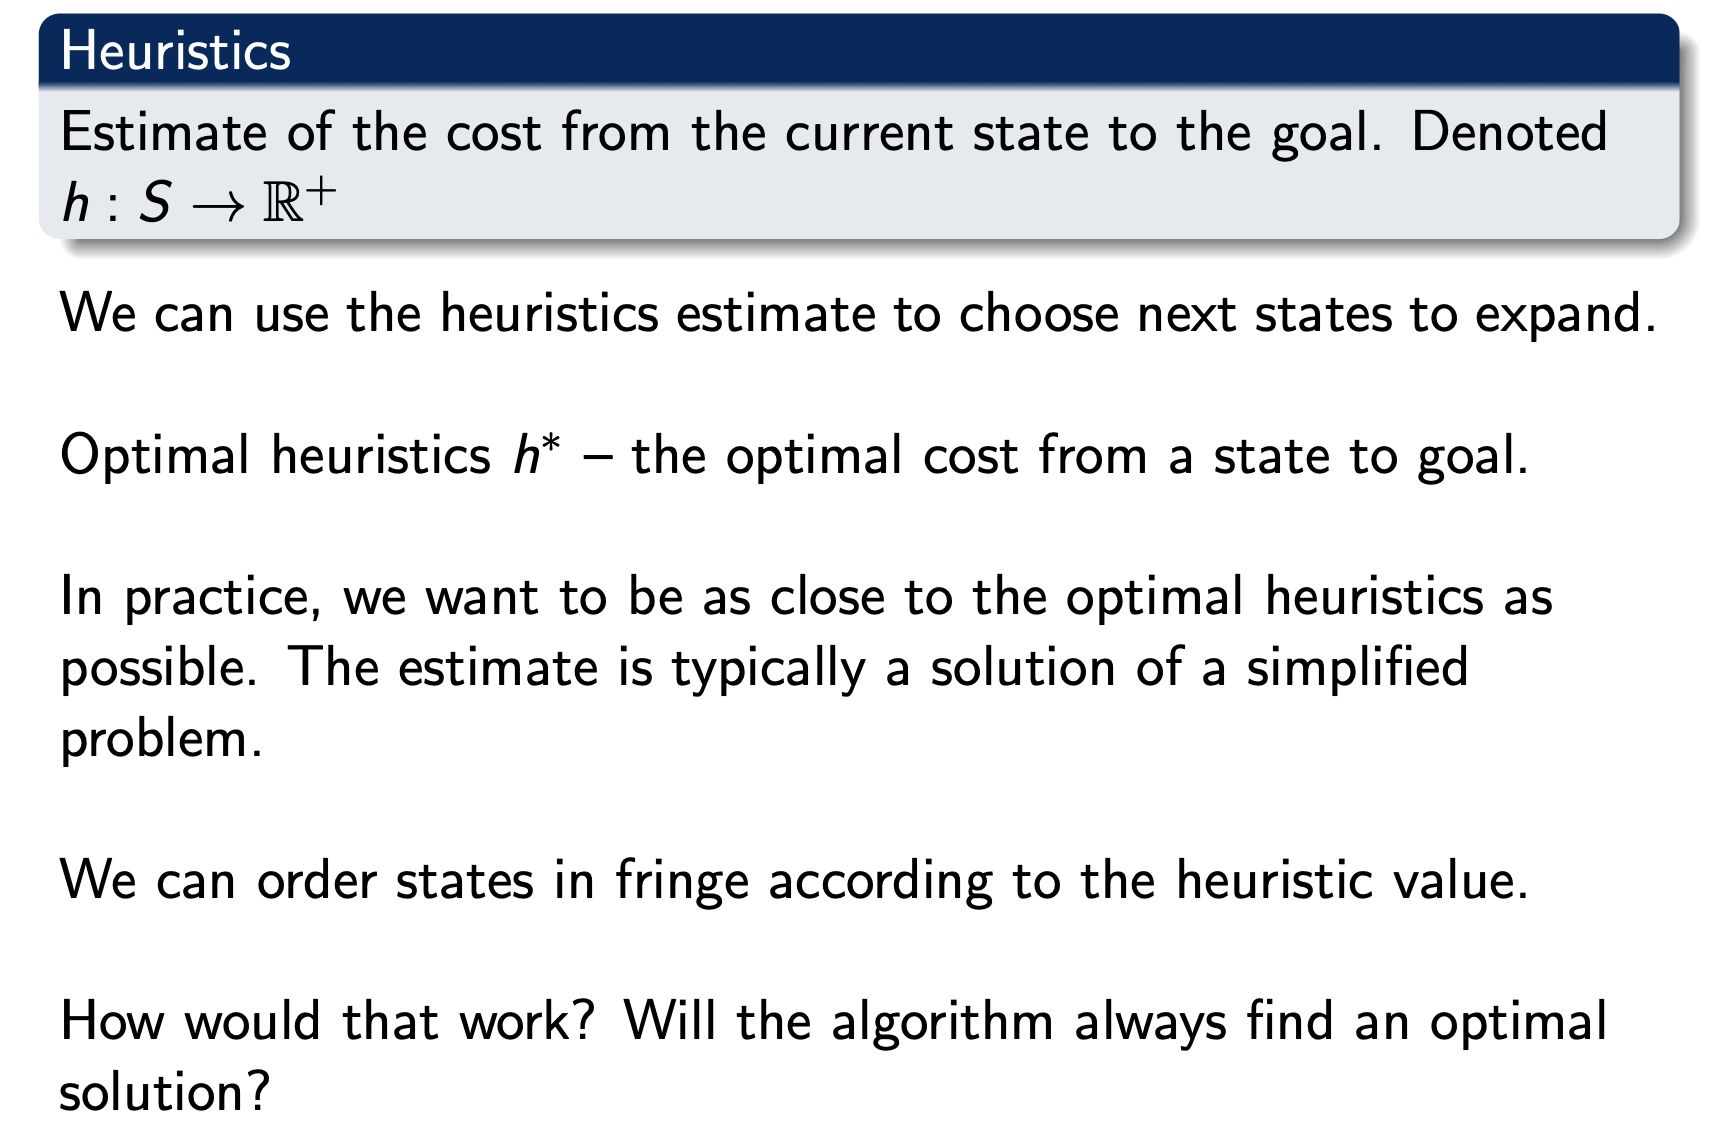 Heuristics
Estimate of the cost from the current state to the goal. Denoted
h : S → ℝ⁺
We can use the heuristics estimate to choose next states to expand.
Optimal heuristics h* – the optimal cost from a state to goal.
In practice, we want to be as close to the optimal heuristics as
possible. The estimate is typically a solution of a simplified
problem.
We can order states in fringe according to the heuristic value.
How would that work? Will the algorithm always find an optimal
solution?